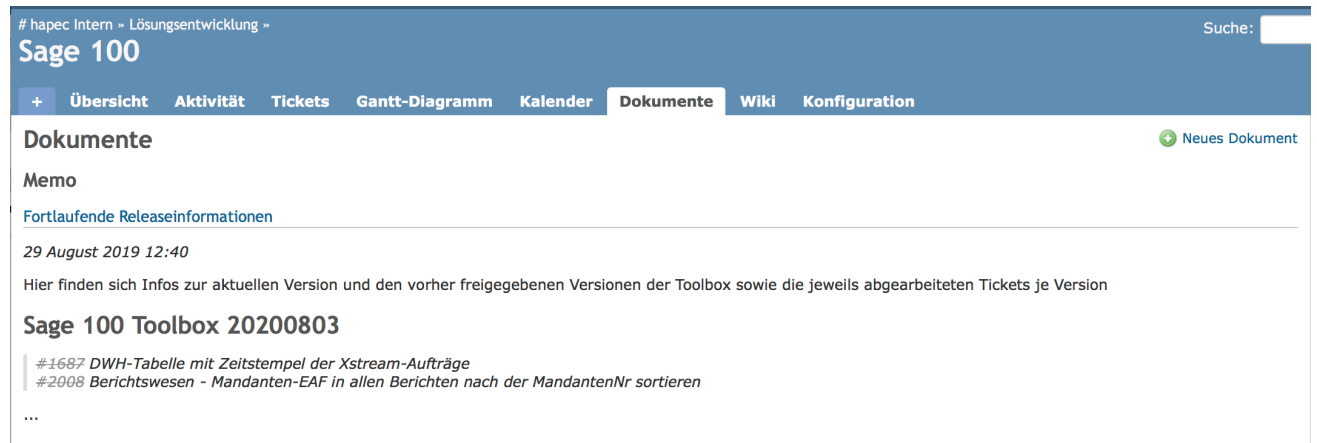 # hapec Intern » Lösungsentwicklung »
Suche:
Sage 100
+ Übersicht Aktivität Tickets Gantt-Diagramm Kalender Dokumente Wiki Konfiguration
Dokumente
Neues Dokument
Memo
Fortlaufende Releaseinformationen
29 August 2019 12:40
Hier finden sich Infos zur aktuellen Version und den vorher freigegebenen Versionen der Toolbox sowie die jeweils abgearbeiteten Tickets je Version
Sage 100 Toolbox 20200803
#1687 DWH-Tabelle mit Zeitstempel der Xstream-Aufträge
#2008 Berichtswesen - Mandanten-EAF in allen Berichten nach der MandantenNr sortieren
...